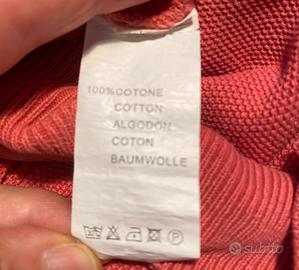 100%COTONE
COTTON
ALGODON
COTON
BAUMWOLLE
P
subito